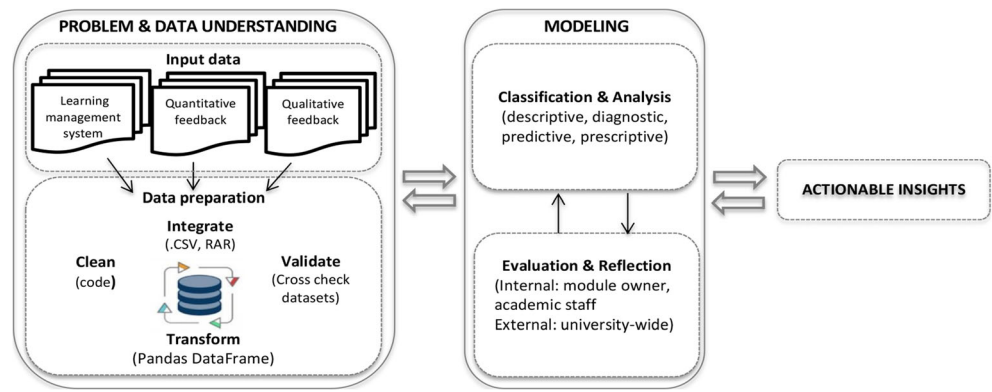 PROBLEM & DATA UNDERSTANDING
Input data
Learning
management
system
Quantitative
feedback
Qualitative
feedback
Data preparation
Integrate
(.CSV, RAR)
Clean
(code)
Validate
(Cross check
datasets)
Transform
(Pandas DataFrame)
MODELING
Classification & Analysis
(descriptive, diagnostic,
predictive, prescriptive)
Evaluation & Reflection
(Internal: module owner,
academic staff
External: university-wide)
ACTIONABLE INSIGHTS